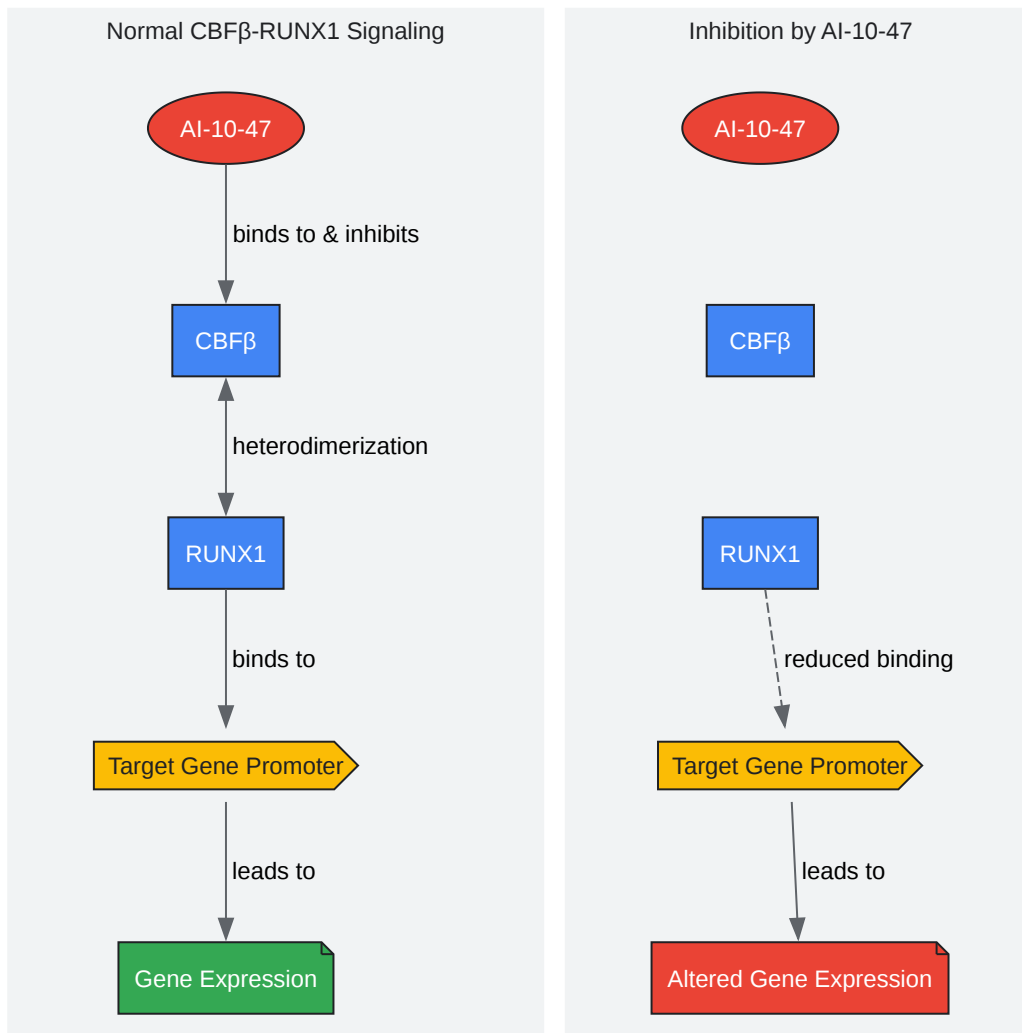 Normal CBFβ-RUNX1 Signaling
AI-10-47
binds to & inhibits
CBFβ
heterodimerization
RUNX1
binds to
Target Gene Promoter
leads to
Gene Expression
Inhibition by AI-10-47
AI-10-47
CBFβ
RUNX1
reduced binding
Target Gene Promoter
leads to
Altered Gene Expression